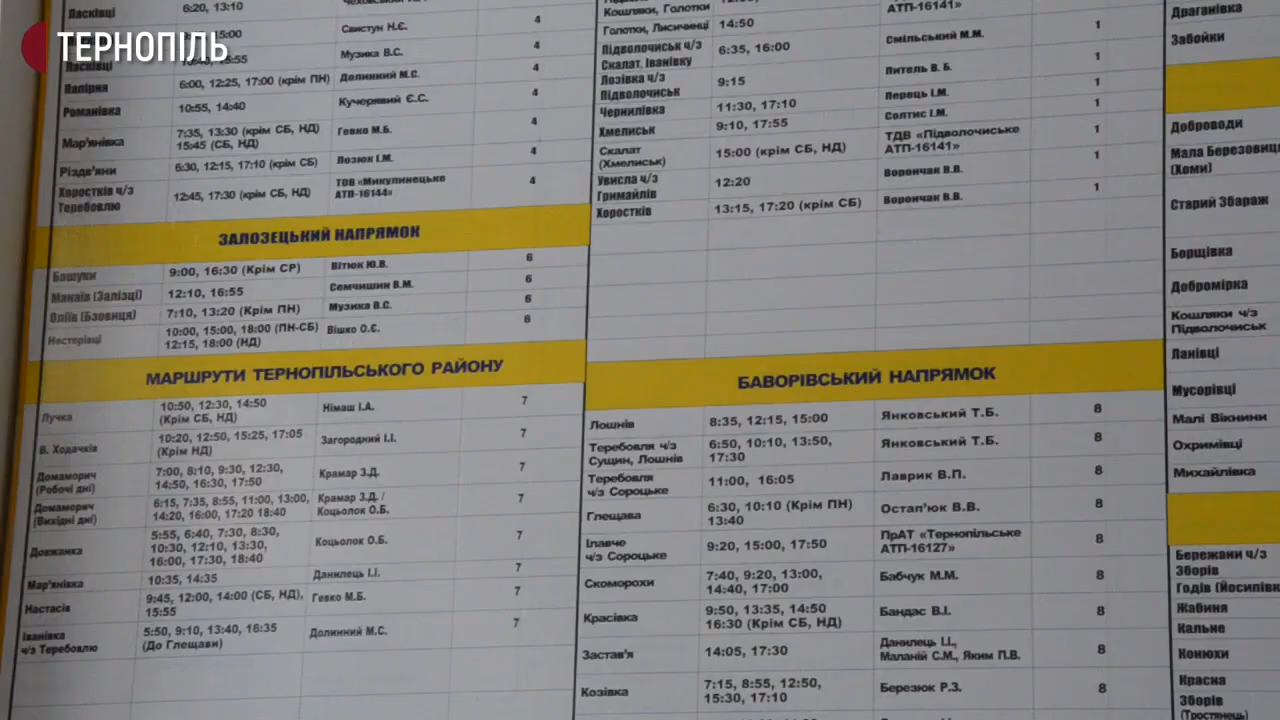 ТЕРНОПІЛЬ
Ласківці 6:20, 13:10
15:00 Свистун Н.Є. 4
Ласківці Музика В.С. 4
Папірня 6:00, 12:25, 17:00 (крім ПН) Долинний М.С. 4
Романівка 10:55, 14:40 Кучерявий Є.С. 4
Мар'янівка 7:35, 13:30 (крім СБ, НД) Гевко М.Б. 4
15:45 (СБ, НД)
Різдв'яни 6:30, 12:15, 17:10 (крім СБ) Лозюк І.М. 4
Хоростків ч/з 12:45, 17:30 (крім СБ, НД) ТОВ «Микулинецьке 4
Теребовлю АТП-16144»
ЗАЛОЗЕЦЬКИЙ НАПРЯМОК
Башуки 9:00, 16:30 (Крім СР) Вітюк Ю.В. 6
Манаїв (Залізці) 12:10, 16:55 Семчишин В.М. 6
Оліїв (Бзовиця) 7:10, 13:20 (Крім ПН) Музика В.С. 6
Нестерівці 10:00, 15:00, 18:00 (ПН-СБ) Вішко О.Є. 6
12:15, 18:00 (НД)
МАРШРУТИ ТЕРНОПІЛЬСЬКОГО РАЙОНУ
Лучка 10:50, 12:30, 14:50 Німаш І.А. 7
(Крім СБ, НД)
В. Ходачків 10:20, 12:50, 15:25, 17:05 Загородний І.І. 7
(Крім НД)
Домаморич 7:00, 8:10, 9:30, 12:30, Крамар З.Д. 7
(Робочі дні) 14:50, 16:30, 17:50
Домаморич 6:15, 7:35, 8:55, 11:00, 13:00, Крамар З.Д. / 7
(Вихідні дні) 14:20, 16:00, 17:20 18:40 Коцьолок О.Б.
Довжанка 5:55, 6:40, 7:30, 8:30, Коцьолок О.Б. 7
10:30, 12:10, 13:30,
16:00, 17:30, 18:40
Мар'янівка 10:35, 14:35 Данилець І.І. 7
Настасів 9:45, 12:00, 14:00 (СБ, НД), Гевко М.Б. 7
15:55
Іванівка 5:50, 9:10, 13:40, 16:35 Долинний М.С. 7
ч/з Теребовлю (До Глещави)
Кошляки, Голотки АТП-16141»
Голотки, Лисичинці 14:50 1
Підволочиськ ч/з 6:35, 16:00 Смільський М.М. 1
Скалат, Іванівку
Лозівка ч/з 9:15 Питель В. Б. 1
Підволочиськ
Чернилівка 11:30, 17:10 Перець І.М. 1
Хмелиськ 9:10, 17:55 Солтис І.М. 1
Скалат 15:00 (крім СБ, НД) ТДВ «Підволочиське 1
(Хмелиськ) АТП-16141»
Увисла ч/з 12:20 Ворончак В.В. 1
Гримайлів
Хоростків 13:15, 17:20 (крім СБ) Ворончак В.В. 1
БАВОРІВСЬКИЙ НАПРЯМОК
Лошнів 8:35, 12:15, 15:00 Янковський Т.Б. 8
Теребовля ч/з 6:50, 10:10, 13:50, Янковський Т.Б. 8
Сущин, Лошнів 17:30
Теребовля 11:00, 16:05 Лаврик В.П. 8
ч/з Сороцьке
Глещава 6:30, 10:10 (Крім ПН) Остап'юк В.В. 8
13:40
Ілавче 9:20, 15:00, 17:50 ПрАТ «Тернопільське 8
ч/з Сороцьке АТП-16127»
Скоморохи 7:40, 9:20, 13:00, Бабчук М.М. 8
14:40, 17:00
Красівка 9:50, 13:35, 14:50 Бандас В.І. 8
16:30 (Крім СБ, НД)
Застав'я 14:05, 17:30 Данилець І.І., 8
Маланій С.М., Яким П.В.
Козівка 7:15, 8:55, 12:50, Березюк Р.З. 8
15:30, 17:10
Драганівка
Забойки
Доброводи
Мала Березовиця
(Хоми)
Старий Збараж
Борщівка
Добромірка
Кошляки ч/з
Підволочиськ
Ланівці
Мусорівці
Малі Вікнини
Охримівці
Михайлівка
Бережани ч/з
Зборів
Годів (Йосипівка
Жабиня
Кальне
Конюхи
Красна
Зборів
(Тростянець)